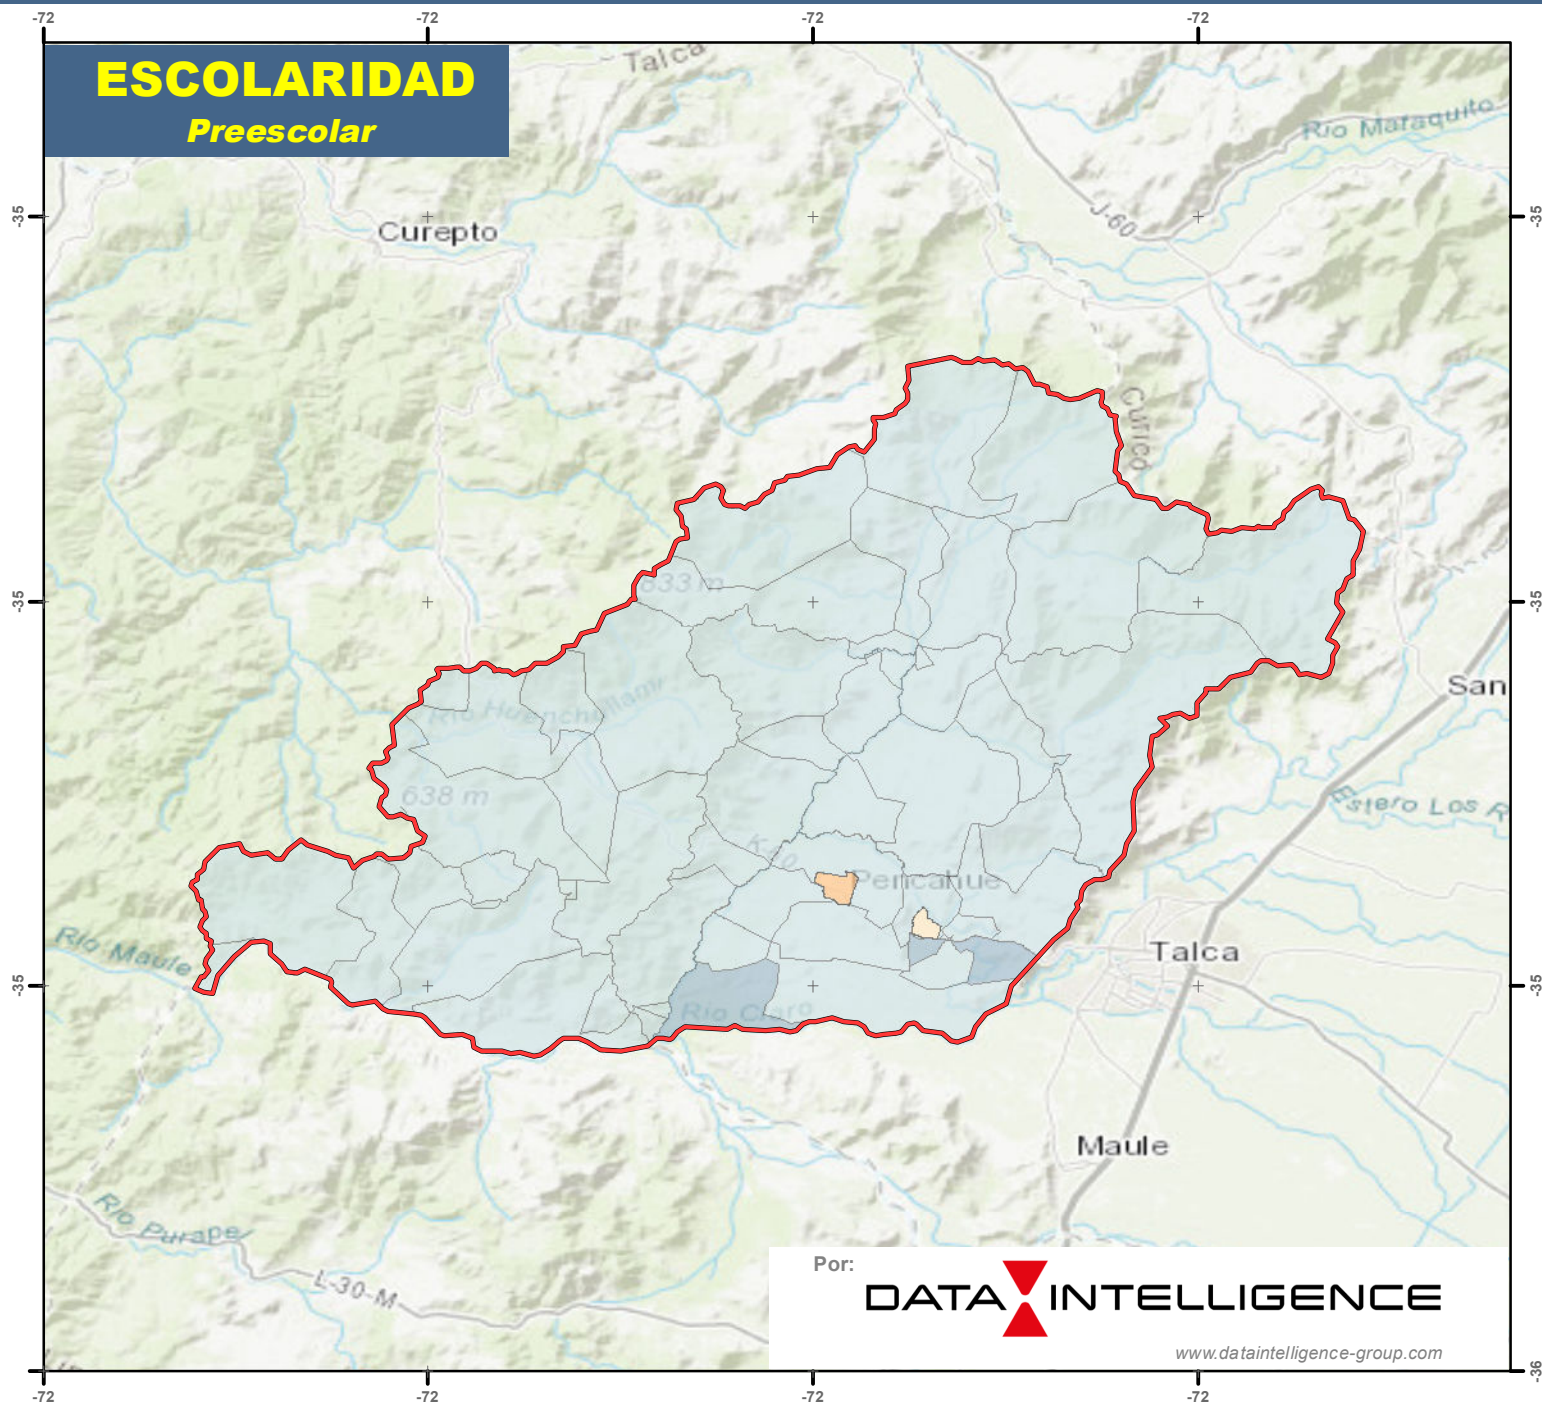 -72 -72 -72 -72
ESCOLARIDAD
Preescolar
Talca
Río Mataquito
-35 -35
J-60
Curepto
Curicó
633 m
-35 -35
San
Río Huenchullami
638 m
Estero Los R
K-60
Pencahue
Río Maule
Talca
-35 -35
Río Claro
Maule
Río Purapel
L-30-M
Por:
DATA INTELLIGENCE
www.dataintelligence-group.com
-36
-72 -72 -72 -72